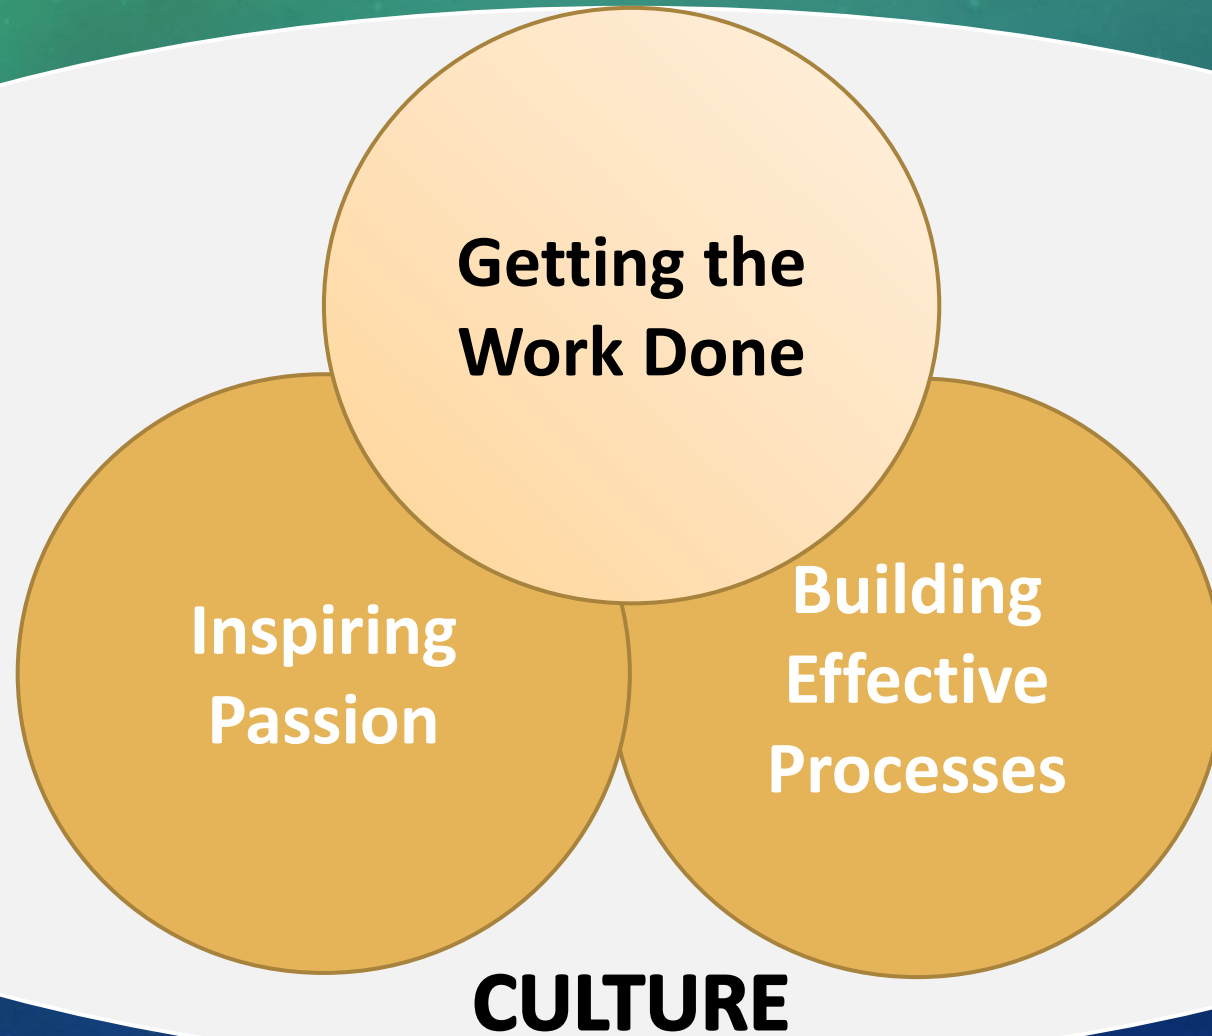 Getting the
Work Done
Inspiring
Passion
Building
Effective
Processes
CULTURE